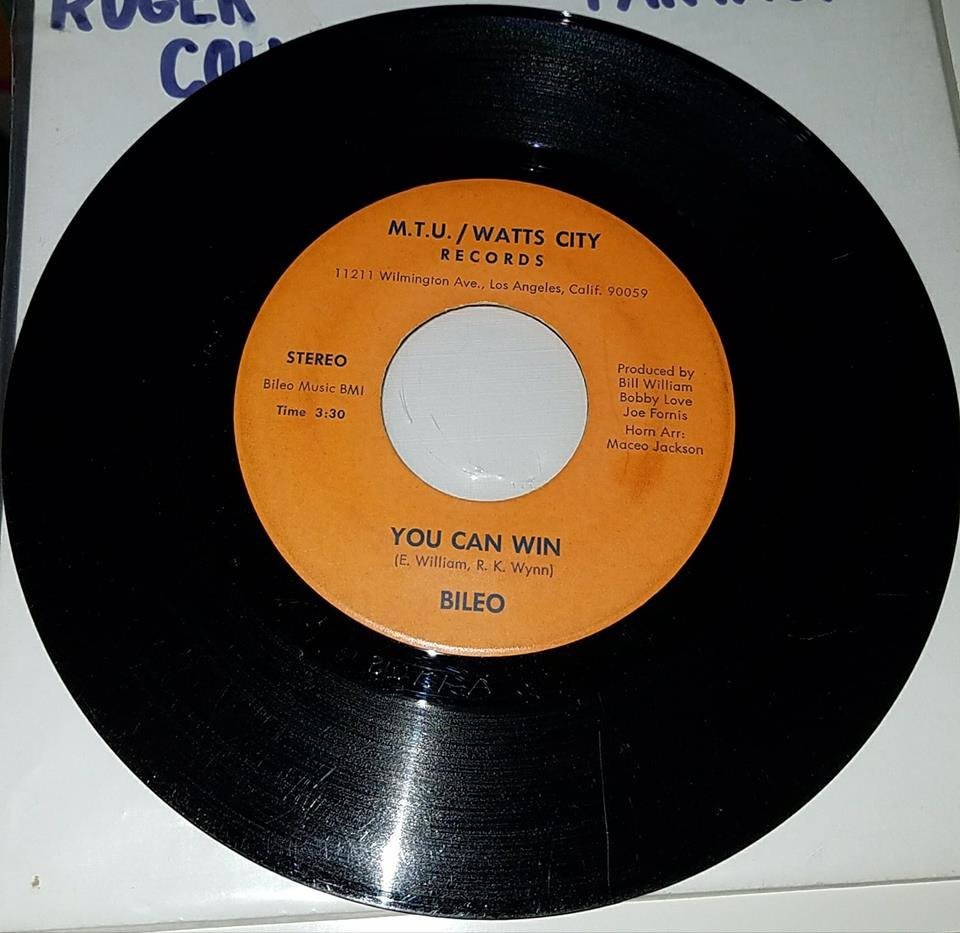 ROGER
M.T.U. / WATTS CITY
RECORDS
11211 Wilmington Ave., Los Angeles, Calif. 90059
STEREO
Bileo Music BMI
Time 3:30
Produced by
Bill William
Bobby Love
Joe Fornis
Horn Arr:
Maceo Jackson
YOU CAN WIN
(E. William, R. K. Wynn)
BILEO